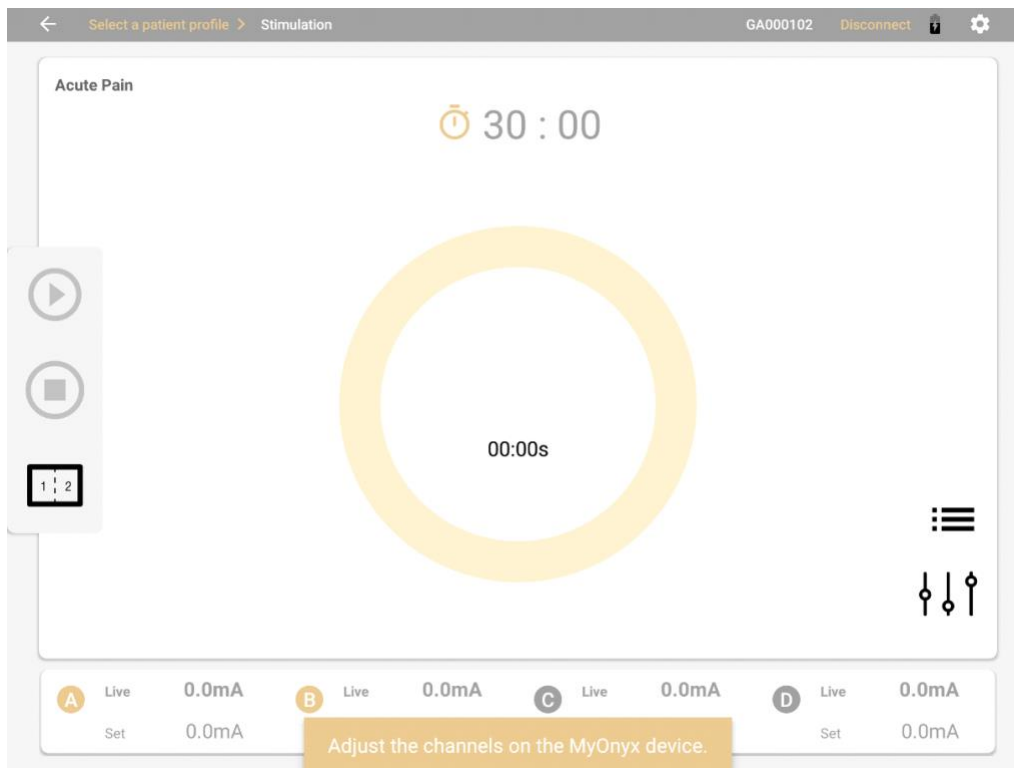 Select a patient profile > Stimulation GA000102 Disconnect
Acute Pain
30 : 00
00:00s
1 2
A Live 0.0mA B Live 0.0mA C Live 0.0mA D Live 0.0mA
Set 0.0mA Set 0.0mA
Adjust the channels on the MyOnyx device.